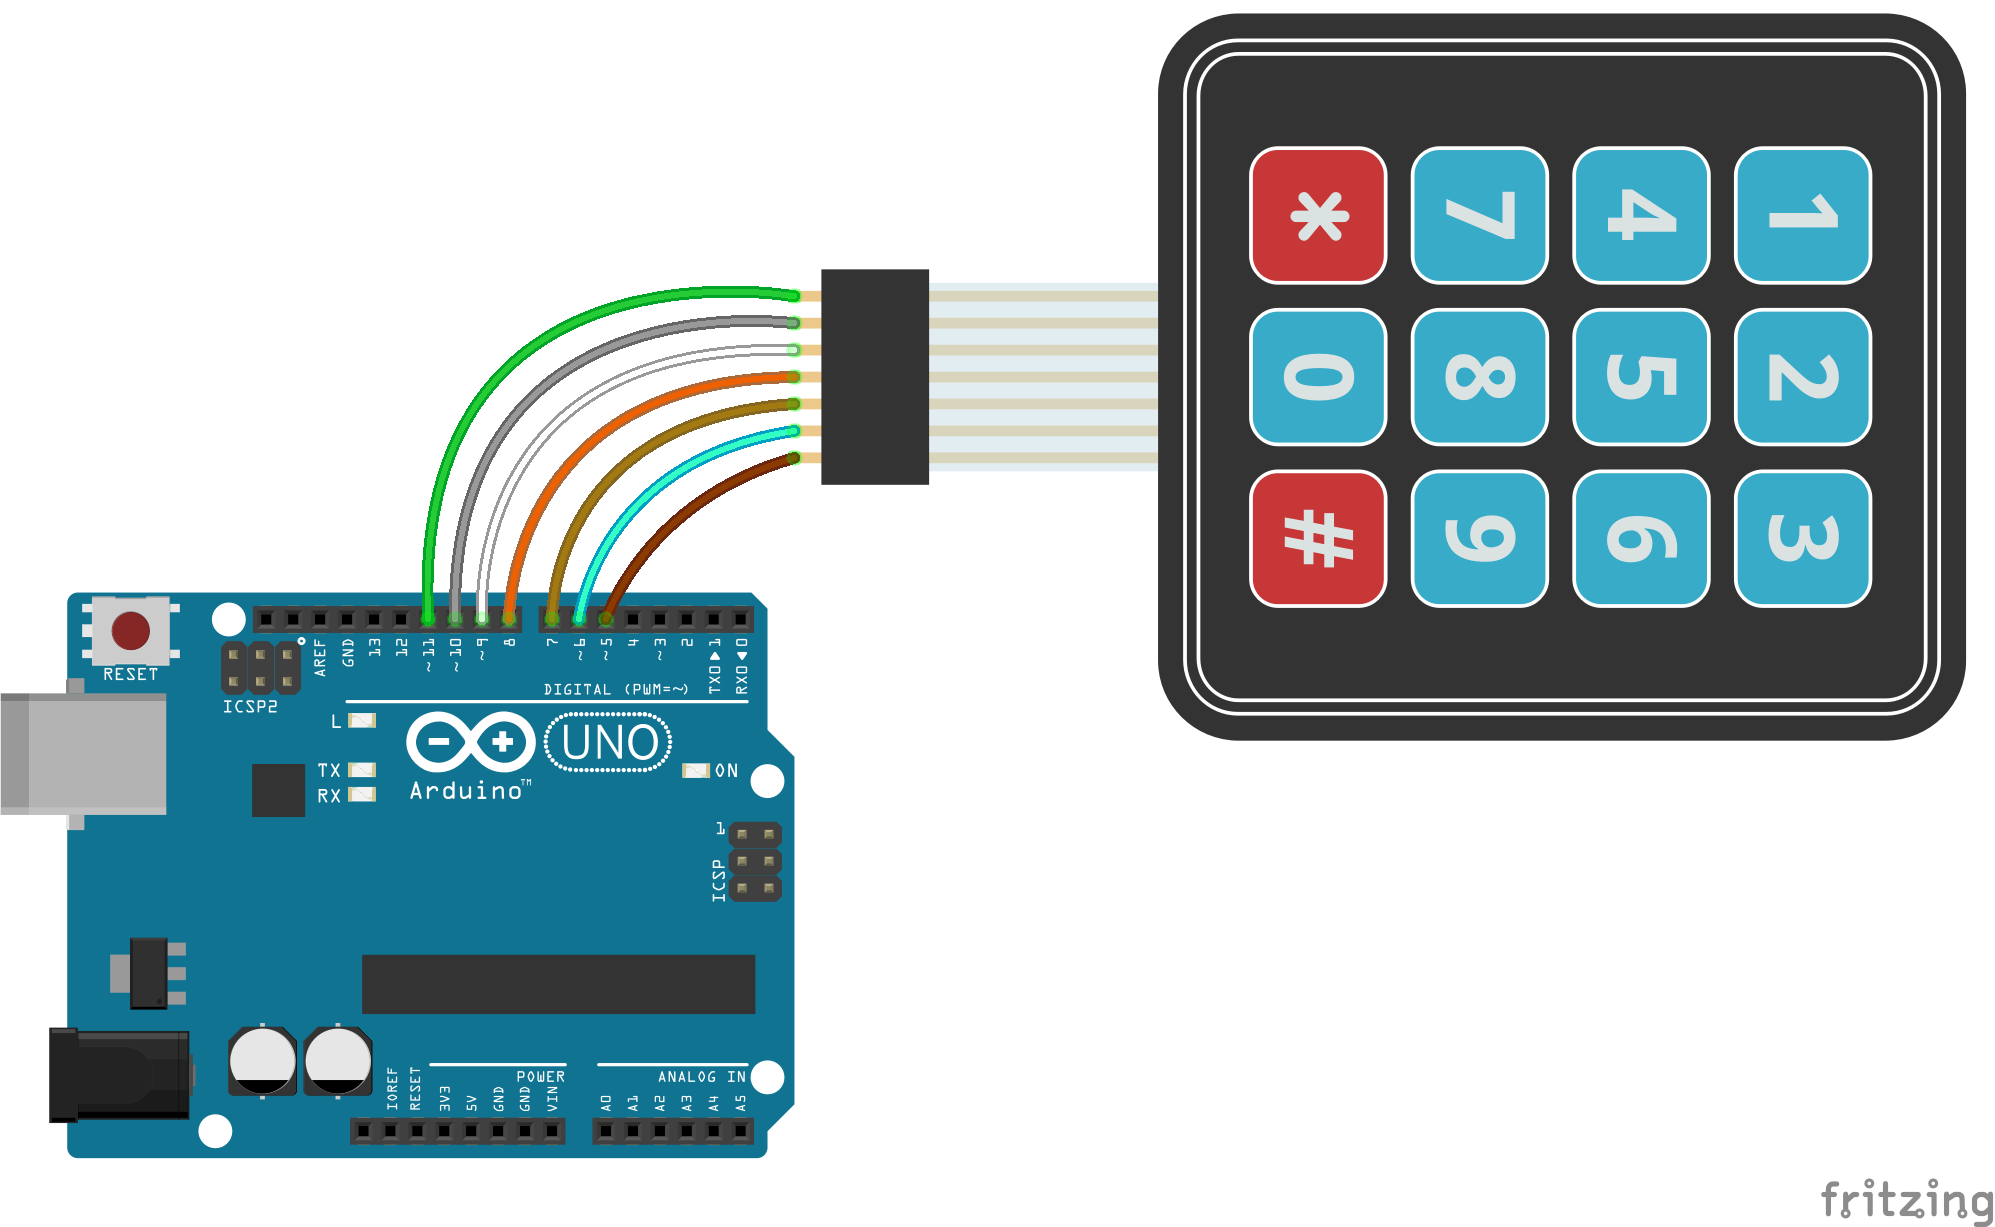 * 7 4 1
0 8 5 2
# 9 6 3
RESET
ICSP2
AREF
GND
13
12
~11
~10
~9
8
7
~6
~5
4
~3
2
TX0▶1
RX0◀0
DIGITAL (PWM=~)
L
TX
RX
UNO
ON
Arduino™
1
ICSP
POWER
ANALOG IN
IOREF
RESET
3V3
5V
GND
GND
VIN
A0
A1
A2
A3
A4
A5
fritzing